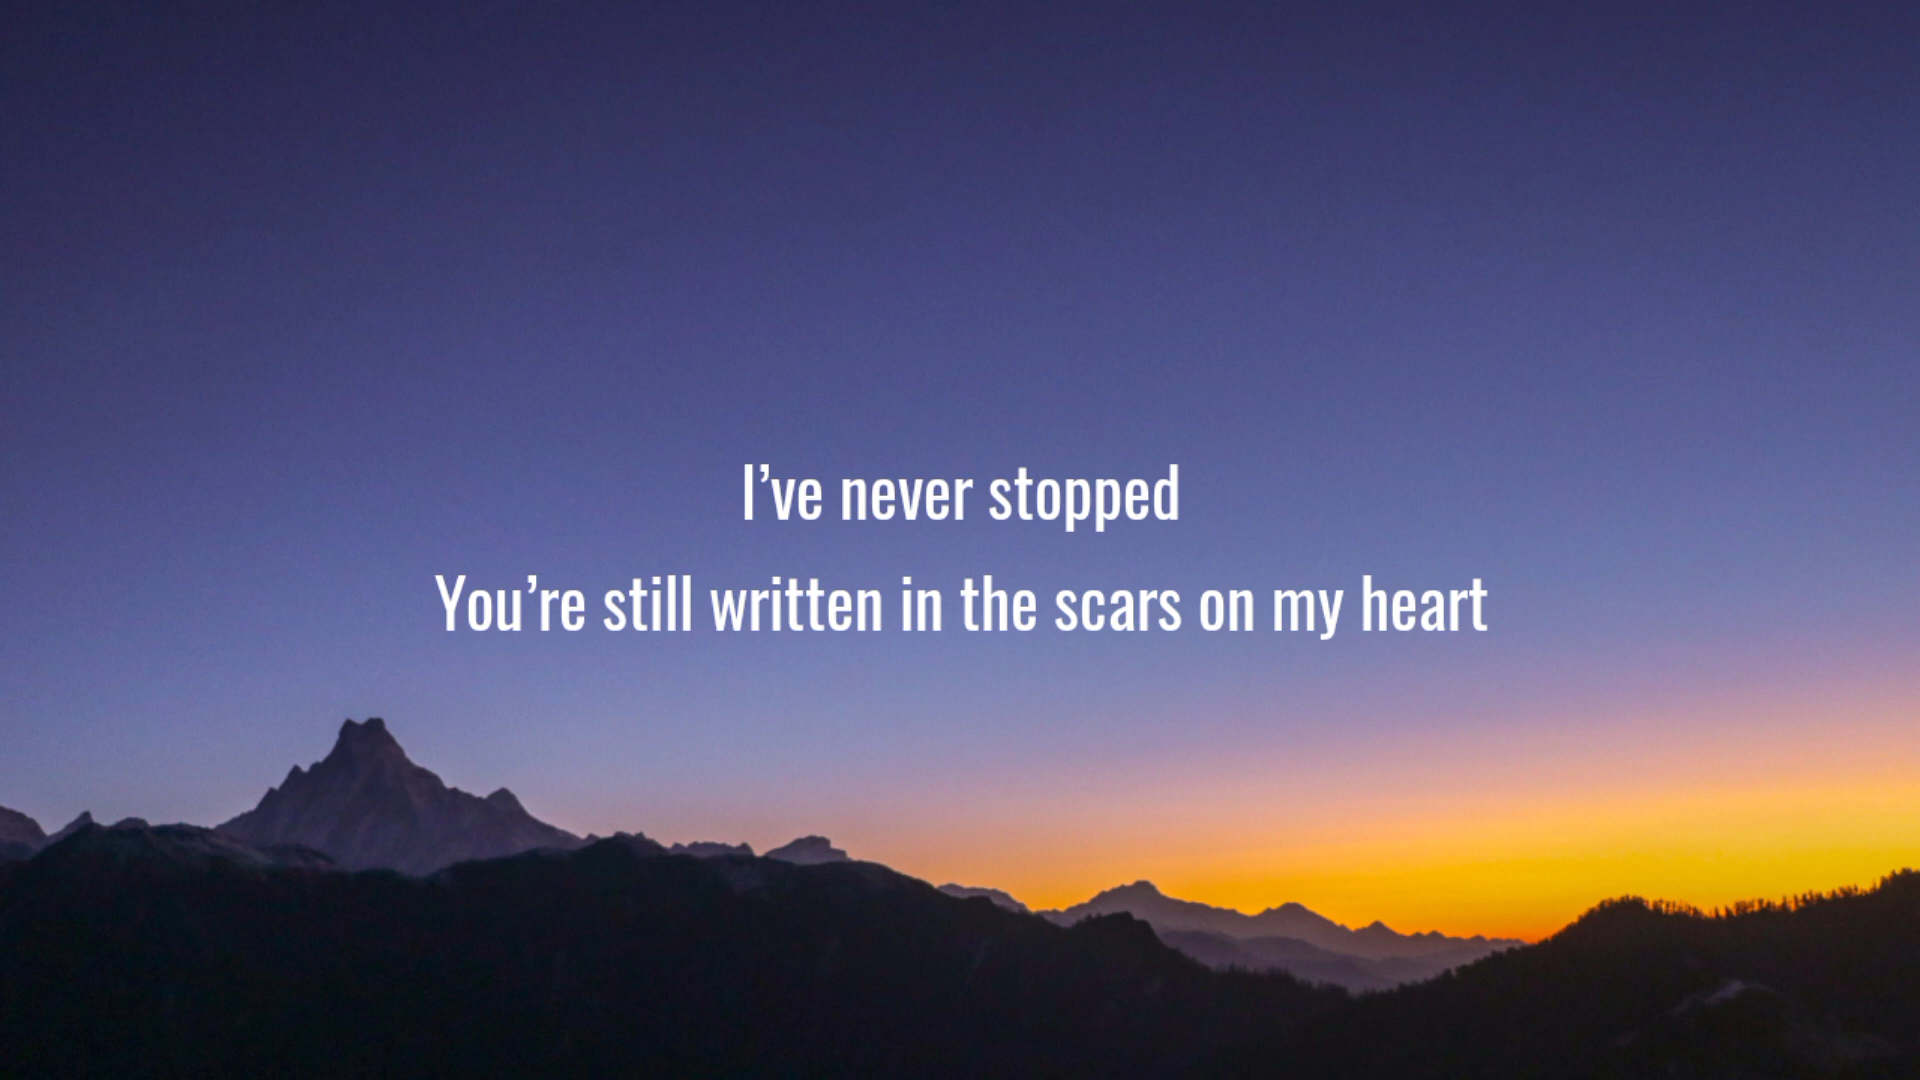 I’ve never stopped
You’re still written in the scars on my heart